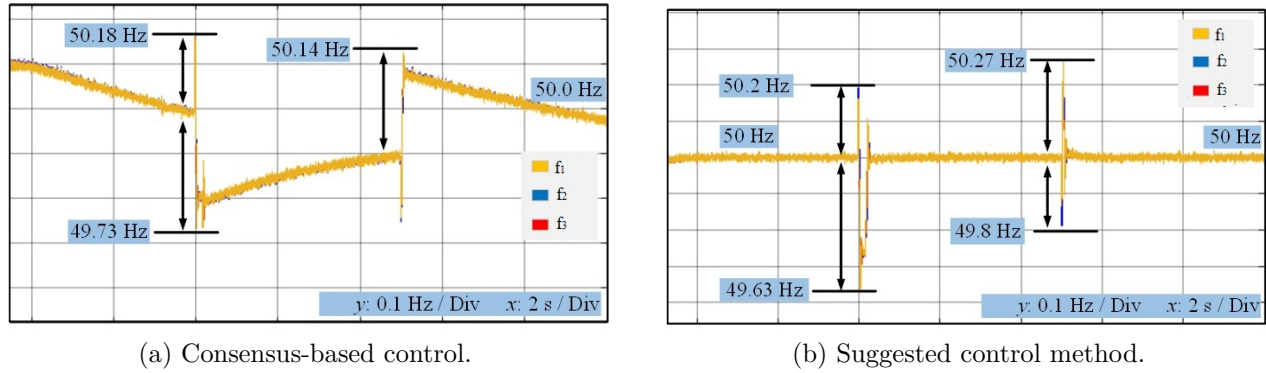 50.18 Hz
50.14 Hz
50.0 Hz
49.73 Hz
f1
f2
f3
y: 0.1 Hz / Div x: 2 s / Div
(a) Consensus-based control.
50.27 Hz
50.2 Hz
50 Hz
50 Hz
49.8 Hz
49.63 Hz
f1
f2
f3
y: 0.1 Hz / Div x: 2 s / Div
(b) Suggested control method.